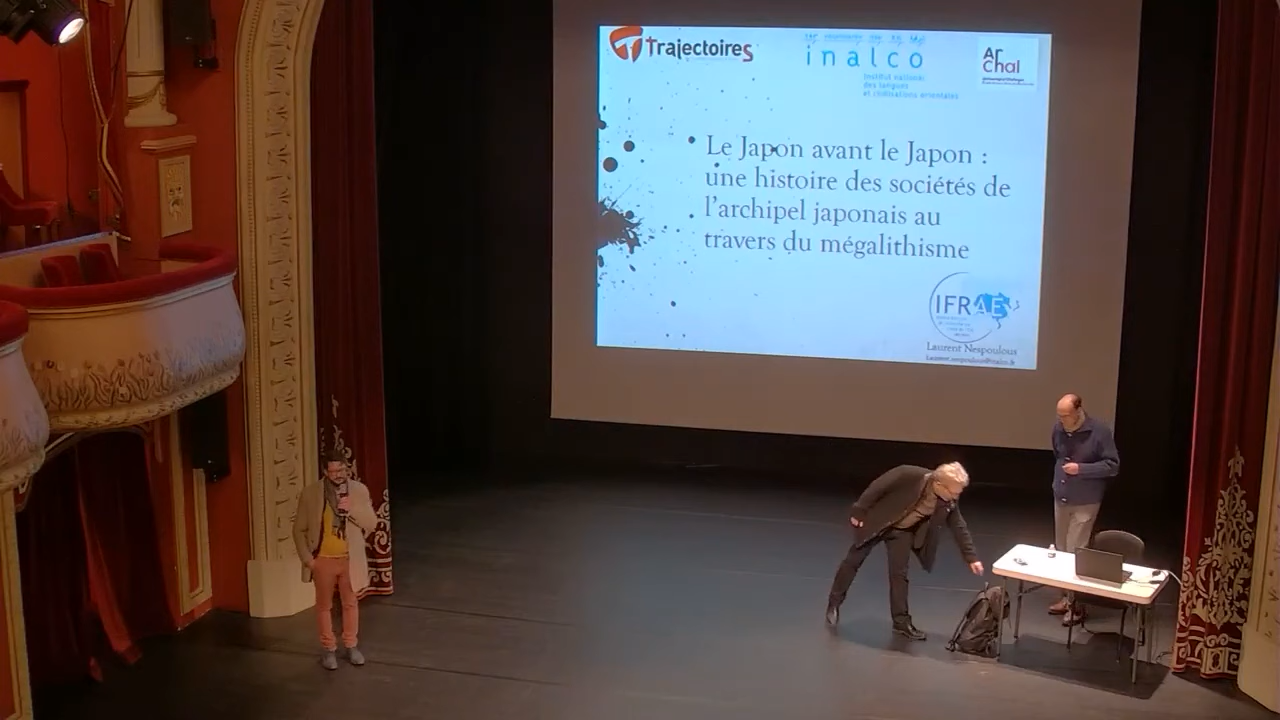 TrajectoireS
inalco
Institut national
des langues
et civilisations orientales
Ar
chal
Le Japon avant le Japon :
une histoire des sociétés de
l'archipel japonais au
travers du mégalithisme
IFRAE
Laurent Nespoulous